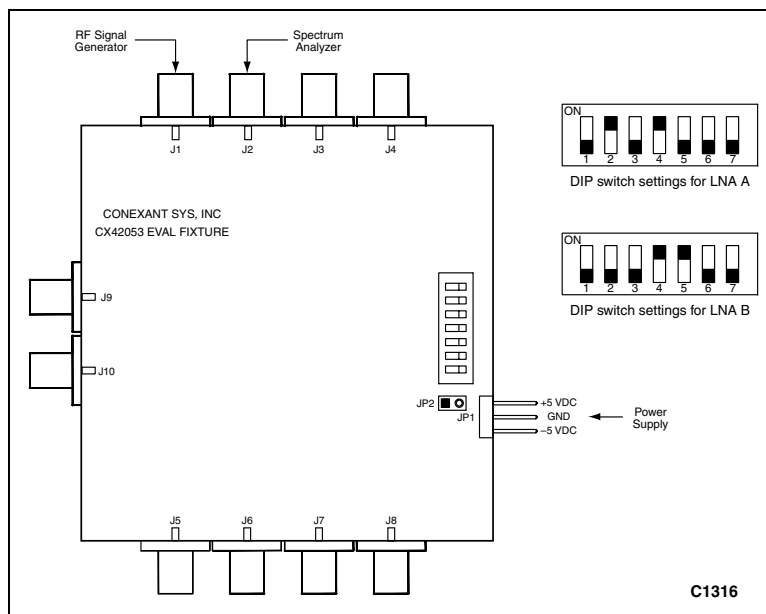 RF Signal
Generator
Spectrum
Analyzer
J1
J2
J3
J4
ON
1 2 3 4 5 6 7
DIP switch settings for LNA A
CONEXANT SYS, INC
CX42053 EVAL FIXTURE
ON
1 2 3 4 5 6 7
DIP switch settings for LNA B
J9
J10
JP2
JP1
+5 VDC
GND
–5 VDC
Power
Supply
J5
J6
J7
J8
C1316